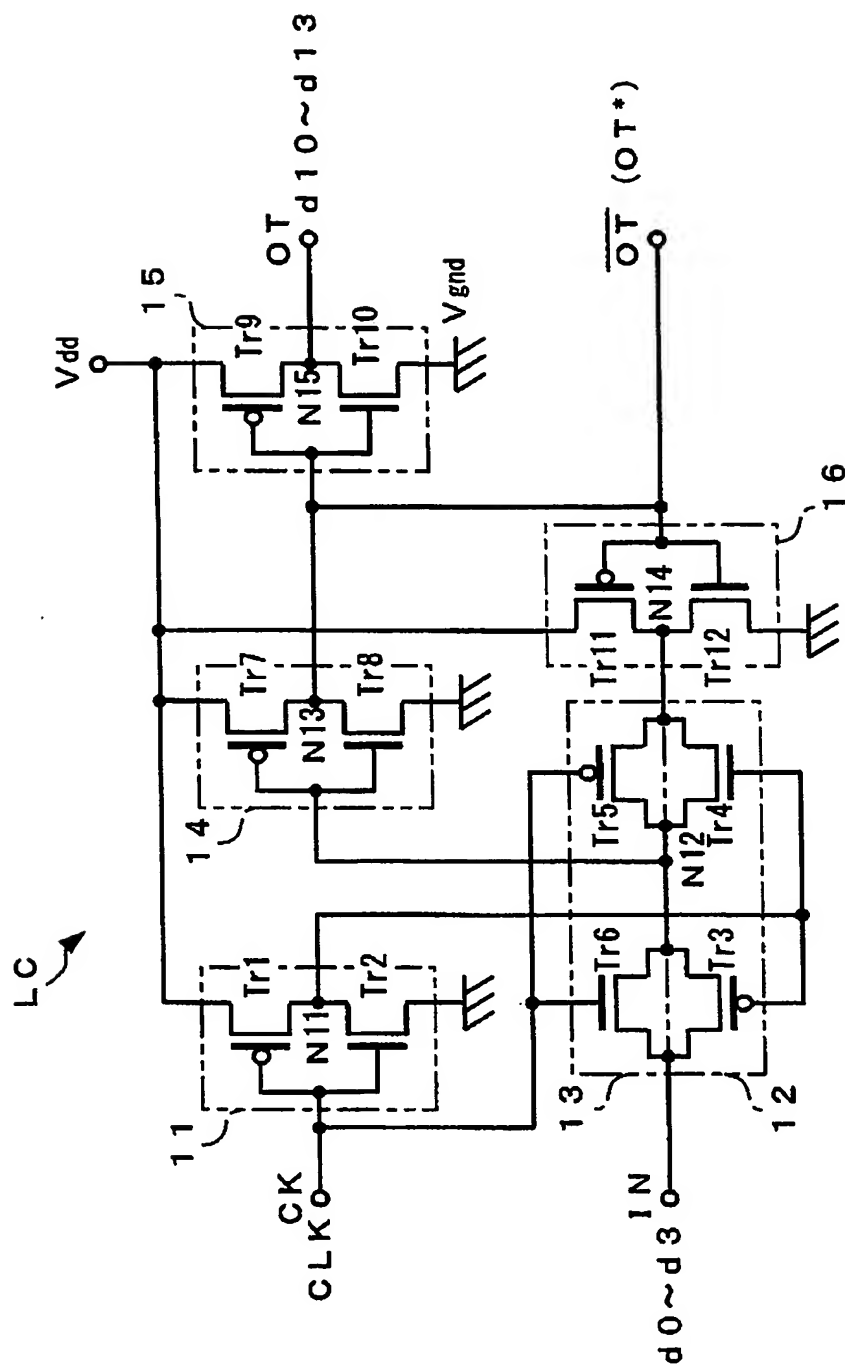 LC
Vdd
11
Tr1
N11
Tr2
14
Tr7
N13
Tr8
15
Tr9
N15
Tr10
Vgnd
OT
d10~d13
CK
CLK
IN
d0~d3
13
12
Tr6
Tr3
N12
Tr5
Tr4
Tr11
N14
Tr12
16
OT (OT*)